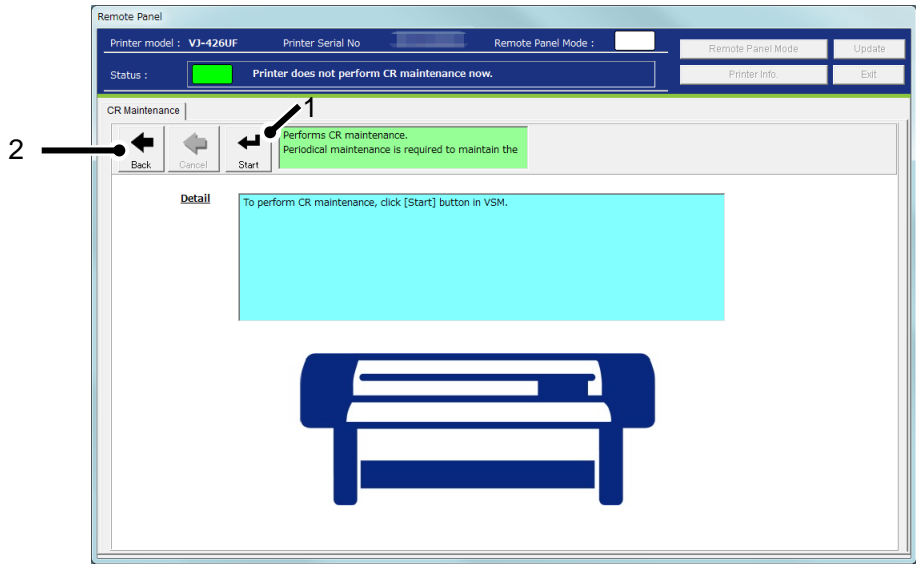 Remote Panel
Printer model : VJ-426UF Printer Serial No Remote Panel Mode :
Remote Panel Mode Update
Status : Printer does not perform CR maintenance now.
Printer Info. Exit
CR Maintenance
1
2
Back Cancel Start
Performs CR maintenance.
Periodical maintenance is required to maintain the
Detail
To perform CR maintenance, click [Start] button in VSM.